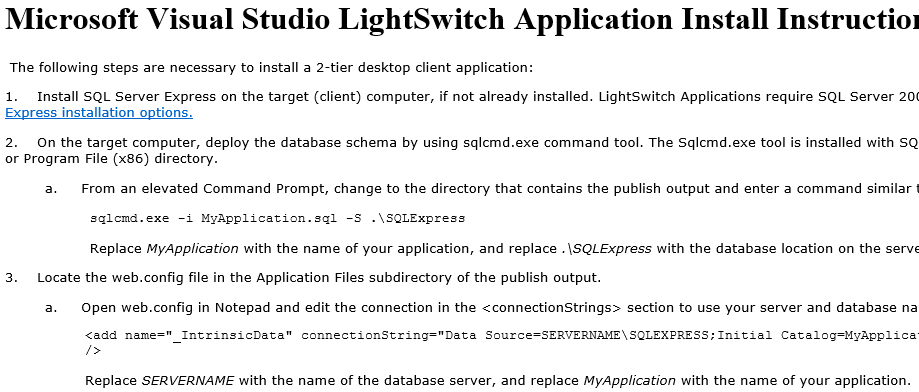 Microsoft Visual Studio LightSwitch Application Install Instruction
The following steps are necessary to install a 2-tier desktop client application:
1. Install SQL Server Express on the target (client) computer, if not already installed. LightSwitch Applications require SQL Server 200
Express installation options.
2. On the target computer, deploy the database schema by using sqlcmd.exe command tool. The Sqlcmd.exe tool is installed with SQ
or Program File (x86) directory.
a. From an elevated Command Prompt, change to the directory that contains the publish output and enter a command similar t
sqlcmd.exe -i MyApplication.sql -S .\SQLExpress
Replace MyApplication with the name of your application, and replace .\SQLExpress with the database location on the serve
3. Locate the web.config file in the Application Files subdirectory of the publish output.
a. Open web.config in Notepad and edit the connection in the <connectionStrings> section to use your server and database na
<add name="_IntrinsicData" connectionString="Data Source=SERVERNAME\SQLEXPRESS;Initial Catalog=MyApplica
/>
Replace SERVERNAME with the name of the database server, and replace MyApplication with the name of your application.